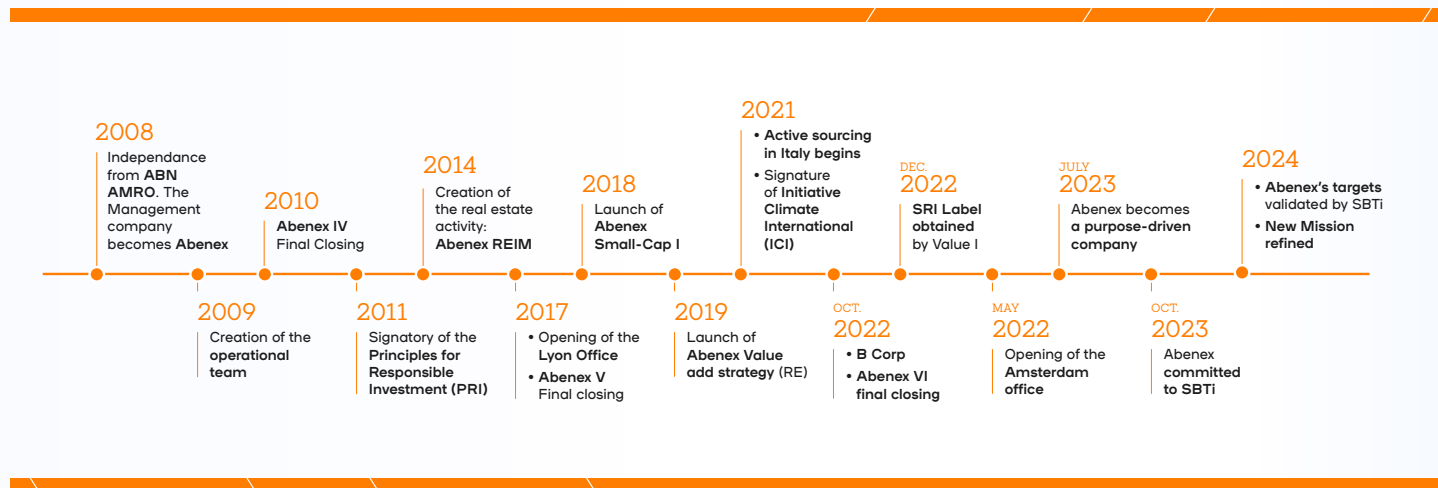 2008
Independance
from ABN
AMRO. The
Management
company
becomes Abenex
2009
Creation of the
operational
team
2010
Abenex IV
Final Closing
2011
Signatory of the
Principles for
Responsible
Investment (PRI)
2014
Creation of
the real estate
activity:
Abenex REIM
2017
• Opening of the
Lyon Office
• Abenex V
Final closing
2018
Launch of
Abenex
Small-Cap I
2019
Launch of
Abenex Value
add strategy (RE)
2021
• Active sourcing
in Italy begins
• Signature
of Initiative
Climate
International
(ICI)
OCT.
2022
• B Corp
• Abenex VI
final closing
DEC.
2022
SRI Label
obtained
by Value I
MAY
2022
Opening of the
Amsterdam
office
JULY
2023
Abenex becomes
a purpose-driven
company
OCT.
2023
Abenex
committed
to SBTi
2024
• Abenex's targets
validated by SBTi
• New Mission
refined